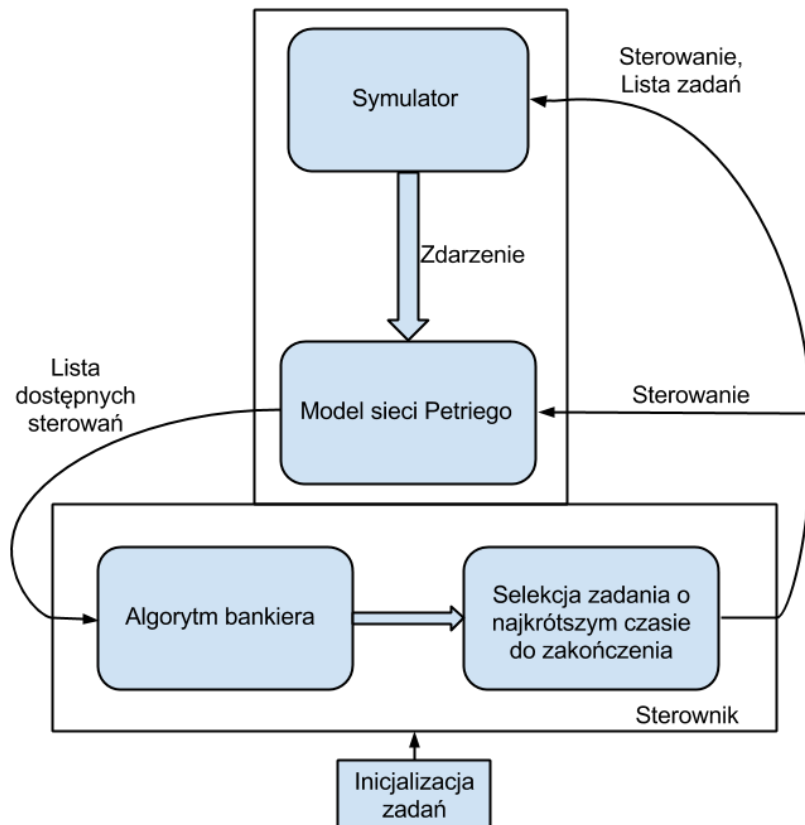 Symulator
Sterowanie,
Lista zadań
Zdarzenie
Lista
dostępnych
sterowań
Model sieci Petriego
Sterowanie
Algorytm bankiera
Selekcja zadania o
najkrótszym czasie
do zakończenia
Sterownik
Inicjalizacja
zadań